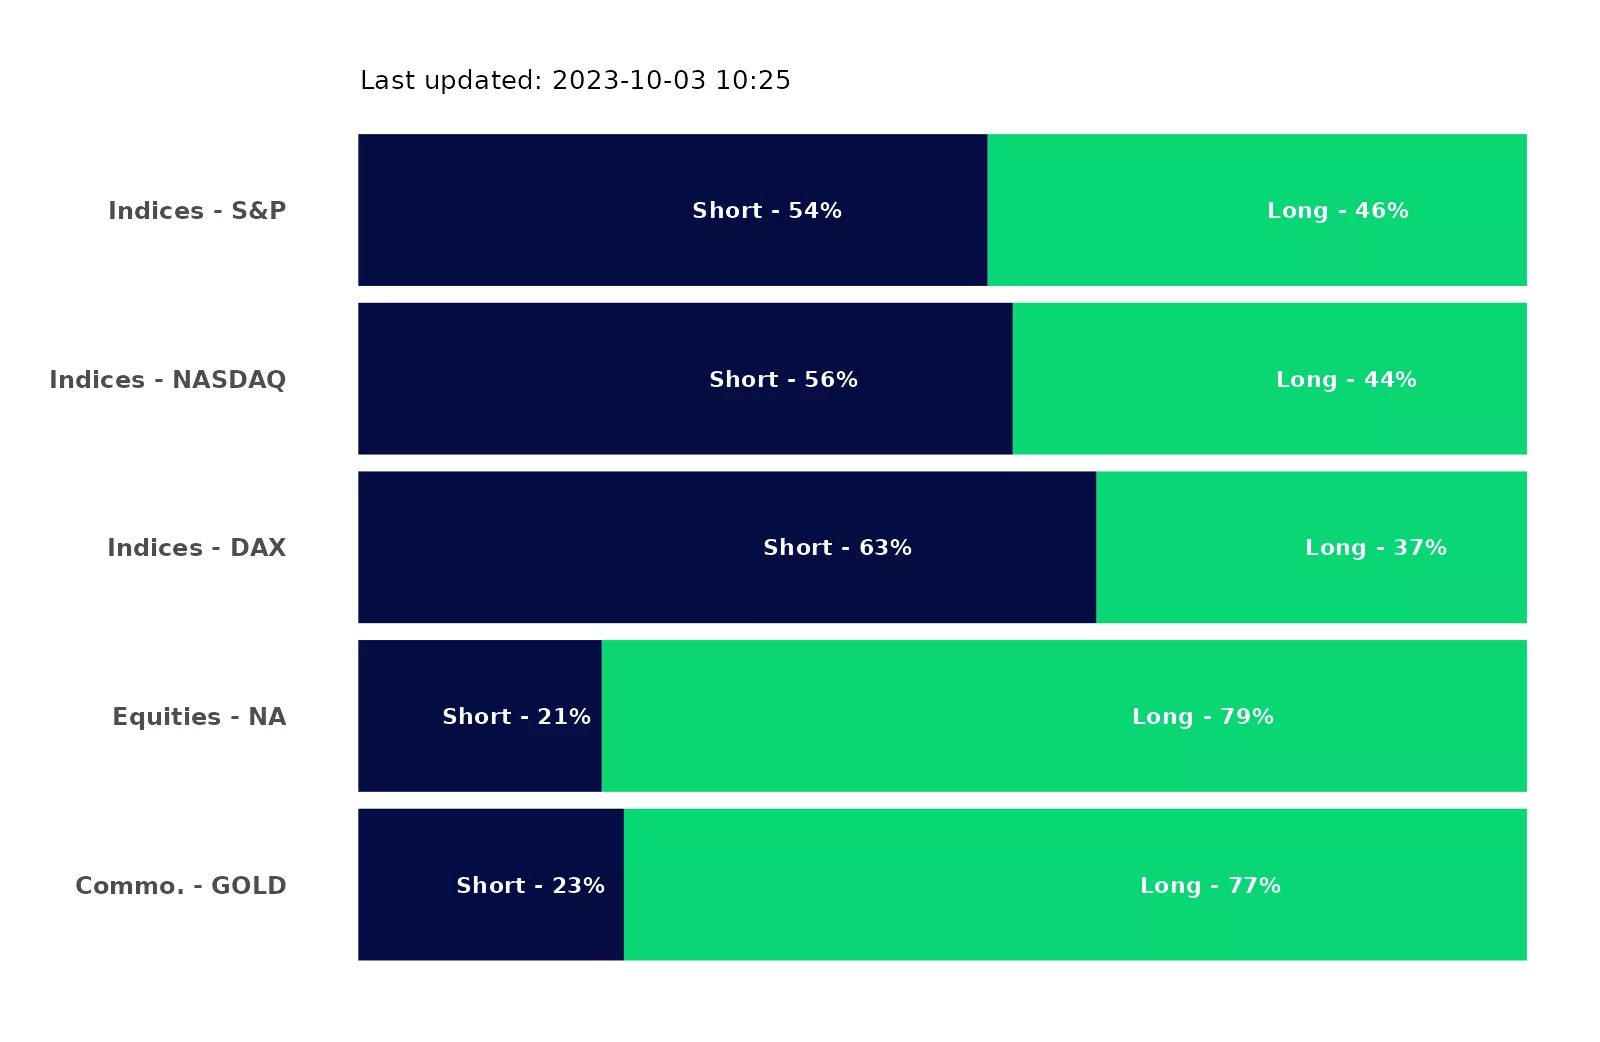 Last updated: 2023-10-03 10:25
Indices - S&P Short - 54% Long - 46%
Indices - NASDAQ Short - 56% Long - 44%
Indices - DAX Short - 63% Long - 37%
Equities - NA Short - 21% Long - 79%
Commo. - GOLD Short - 23% Long - 77%